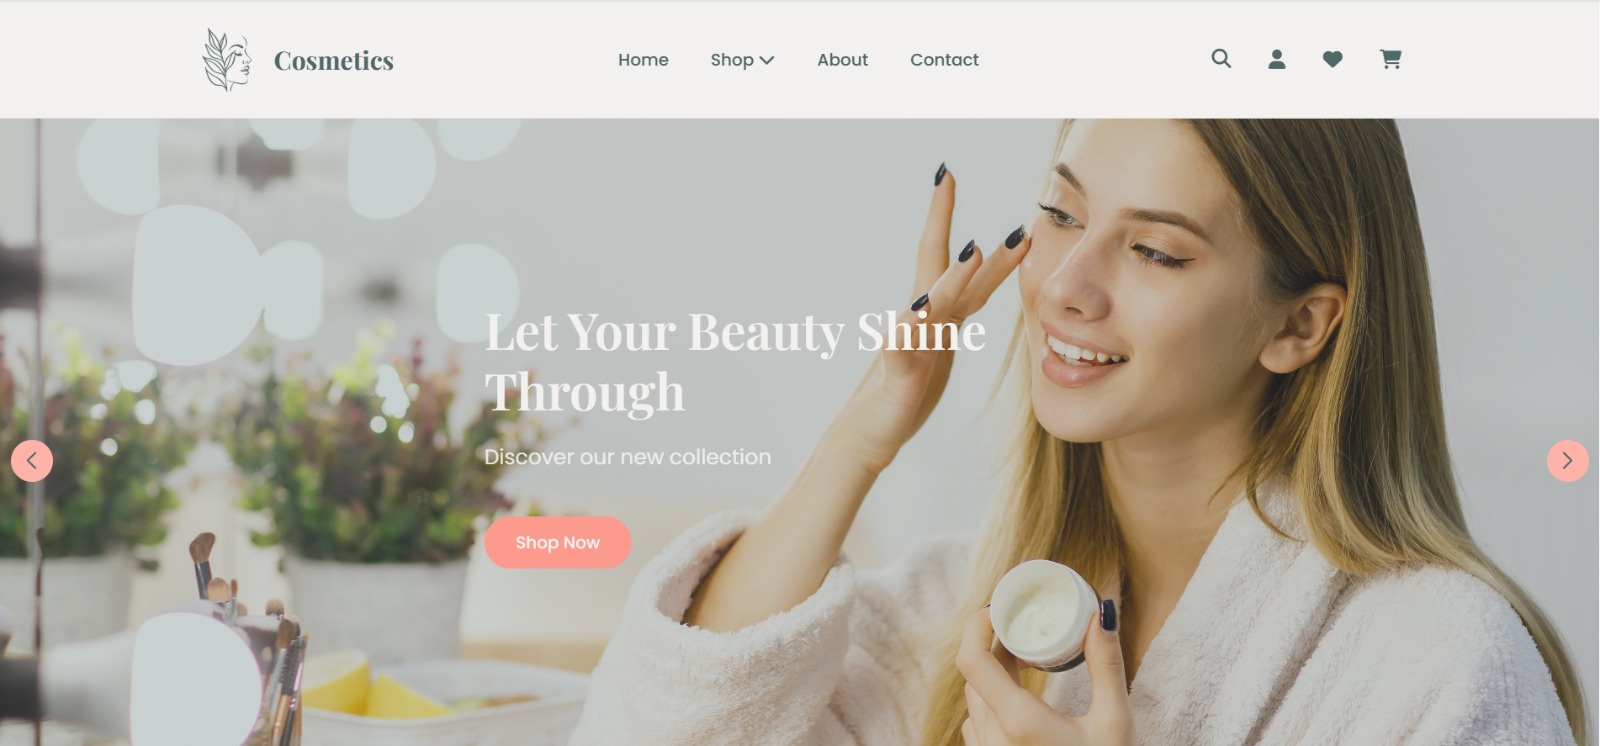 Cosmetics
Home Shop About Contact
Let Your Beauty Shine
Through
Discover our new collection
Shop Now